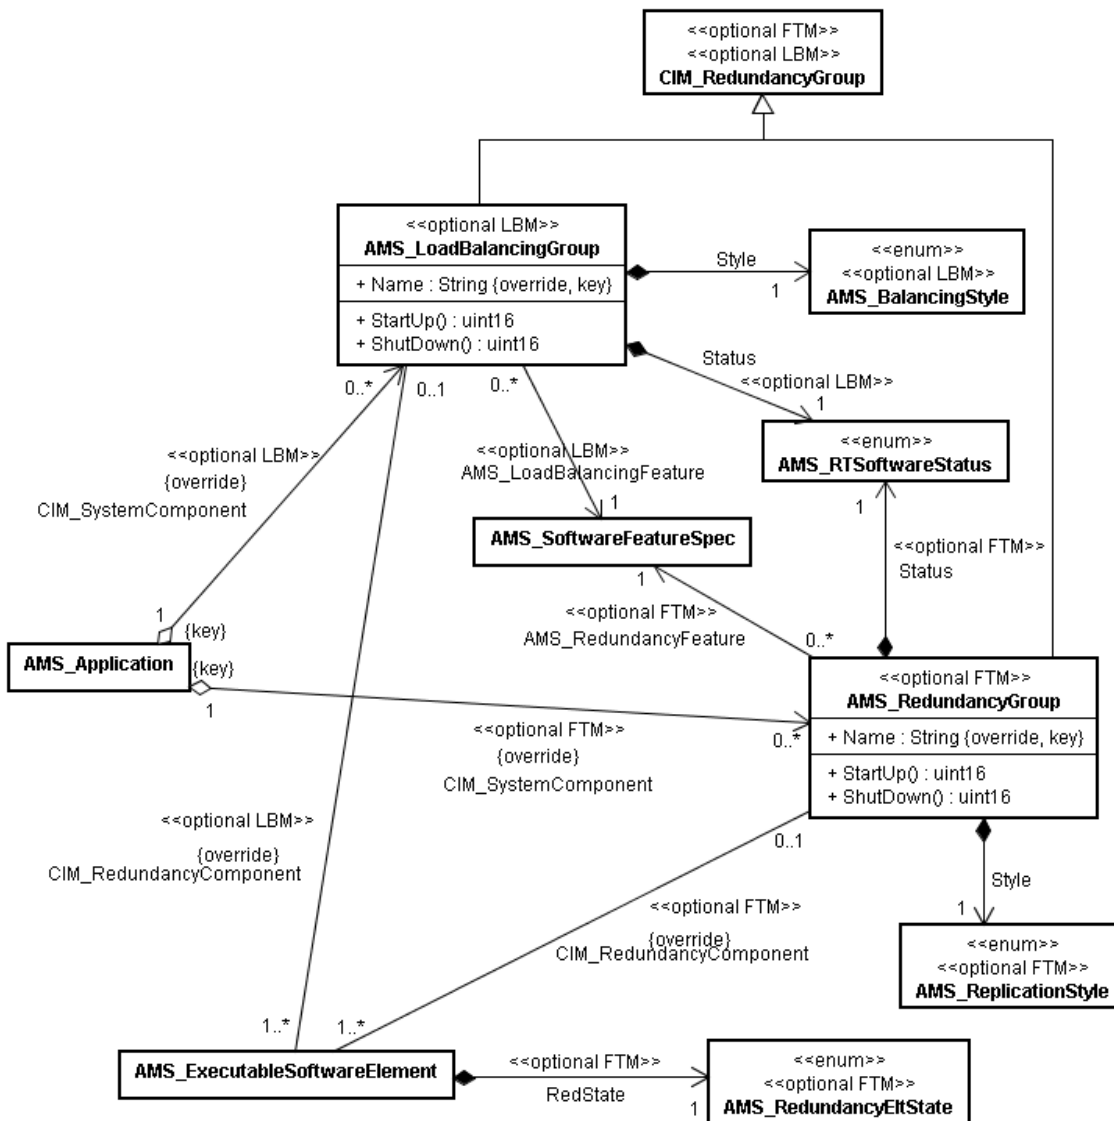 <<optional FTM>>
<<optional LBM>>
CIM_RedundancyGroup
<<optional LBM>>
AMS_LoadBalancingGroup
+ Name : String {override, key}
+ StartUp() : uint16
+ ShutDown() : uint16
Style
1
<<enum>>
<<optional LBM>>
AMS_BalancingStyle
Status
<<optional LBM>>
1
0..*
0..1
0..*
<<optional LBM>>
{override}
CIM_SystemComponent
<<optional LBM>>
AMS_LoadBalancingFeature
1
<<enum>>
AMS_RTSoftwareStatus
1
AMS_SoftwareFeatureSpec
1
<<optional FTM>>
Status
<<optional FTM>>
AMS_RedundancyFeature
0..*
1
{key}
AMS_Application
{key}
1
<<optional FTM>>
AMS_RedundancyGroup
+ Name : String {override, key}
+ StartUp() : uint16
+ ShutDown() : uint16
0..*
<<optional FTM>>
{override}
CIM_SystemComponent
<<optional LBM>>
{override}
CIM_RedundancyComponent
0..1
<<optional FTM>>
{override}
CIM_RedundancyComponent
Style
1
<<enum>>
<<optional FTM>>
AMS_ReplicationStyle
1..*
1..*
AMS_ExecutableSoftwareElement
<<optional FTM>>
RedState
1
<<enum>>
<<optional FTM>>
AMS_RedundancyEltState